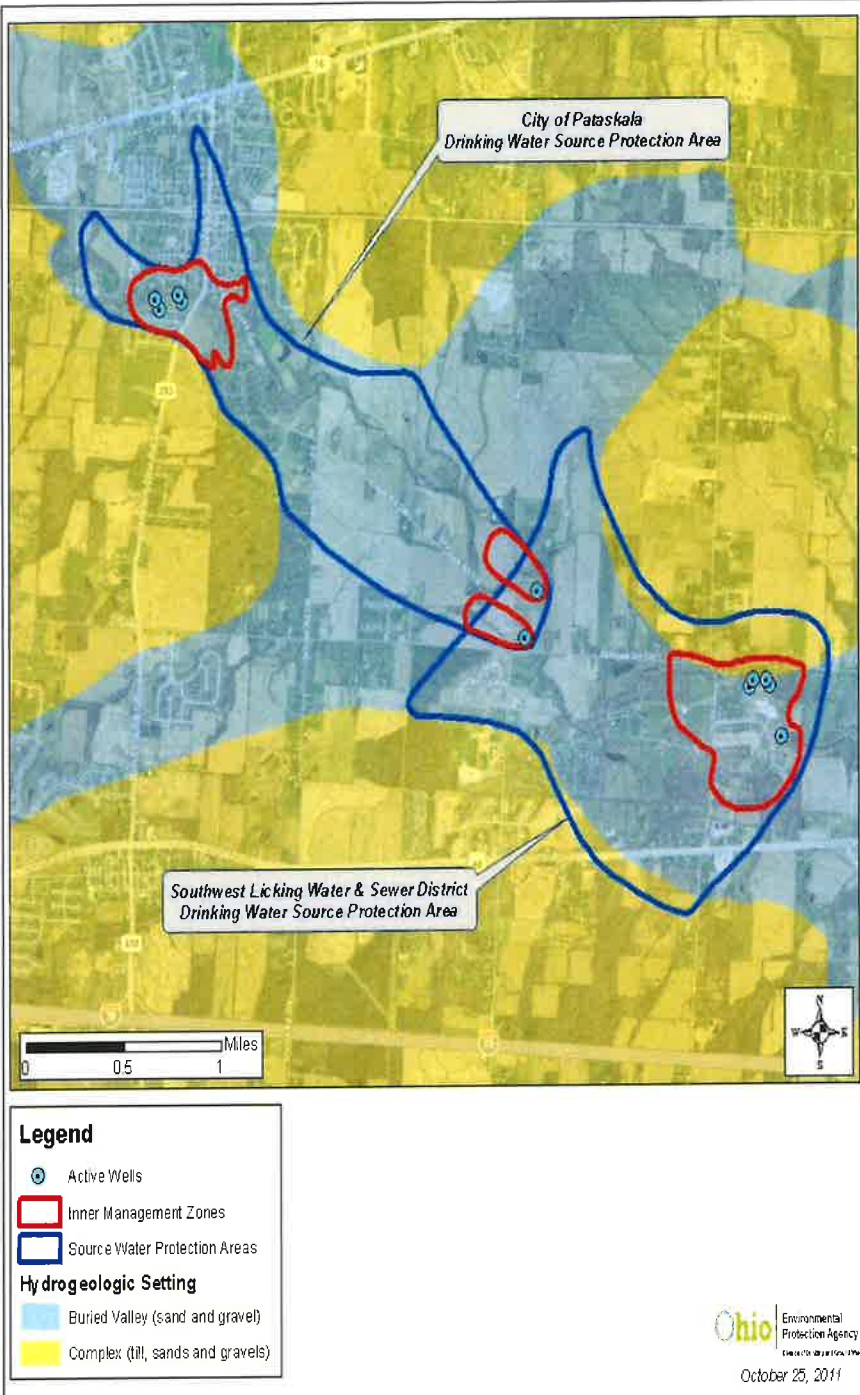 City of Pataskala
Drinking Water Source Protection Area
Southwest Licking Water & Sewer District
Drinking Water Source Protection Area
N
W E
S
Miles
0 0.5 1
Legend
Active Wells
Inner Management Zones
Source Water Protection Areas
Hydrogeologic Setting
Buried Valley (sand and gravel)
Complex (till, sands and gravels)
Ohio
Environmental
Protection Agency
October 25, 2011